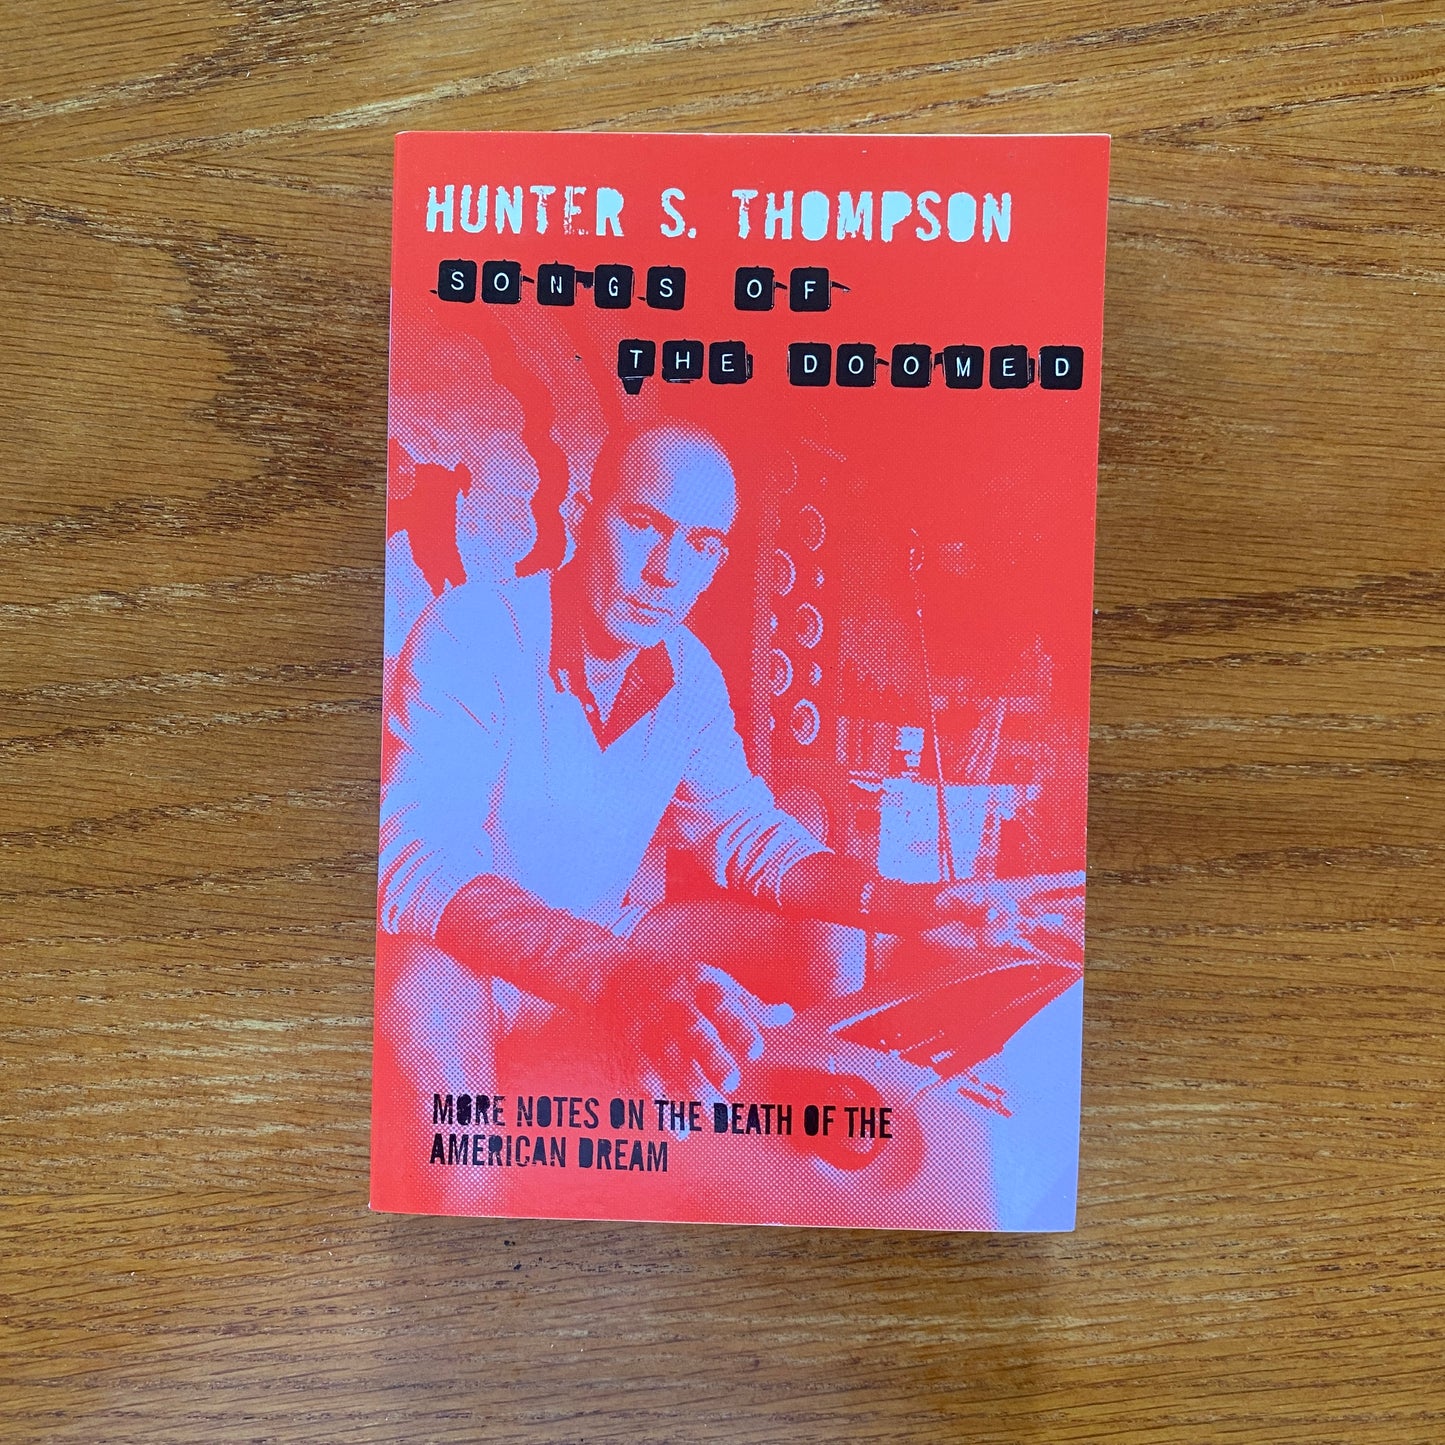 HUNTER S. THOMPSON
SONGS OF
THE DOOMED
MORE NOTES ON THE DEATH OF THE
AMERICAN DREAM